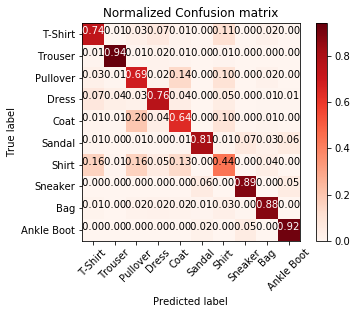 Normalized Confusion matrix
True label
T-Shirt 0.74 0.01 0.03 0.07 0.01 0.00 0.11 0.00 0.02 0.00
Trouser 0.01 0.94 0.01 0.02 0.01 0.00 0.01 0.00 0.00 0.00
Pullover 0.03 0.01 0.69 0.02 0.14 0.00 0.10 0.00 0.02 0.00
Dress 0.07 0.04 0.03 0.76 0.04 0.00 0.05 0.00 0.01 0.01
Coat 0.01 0.01 0.20 0.04 0.64 0.00 0.10 0.00 0.01 0.00
Sandal 0.01 0.00 0.01 0.00 0.01 0.81 0.01 0.07 0.03 0.06
Shirt 0.16 0.01 0.16 0.05 0.13 0.00 0.44 0.00 0.04 0.00
Sneaker 0.00 0.00 0.00 0.00 0.00 0.06 0.00 0.89 0.00 0.05
Bag 0.01 0.00 0.02 0.02 0.02 0.01 0.03 0.00 0.88 0.00
Ankle Boot 0.00 0.00 0.00 0.00 0.00 0.02 0.00 0.05 0.00 0.92
T-Shirt
Trouser
Pullover
Dress
Coat
Sandal
Shirt
Sneaker
Bag
Ankle Boot
Predicted label
0.8
0.6
0.4
0.2
0.0